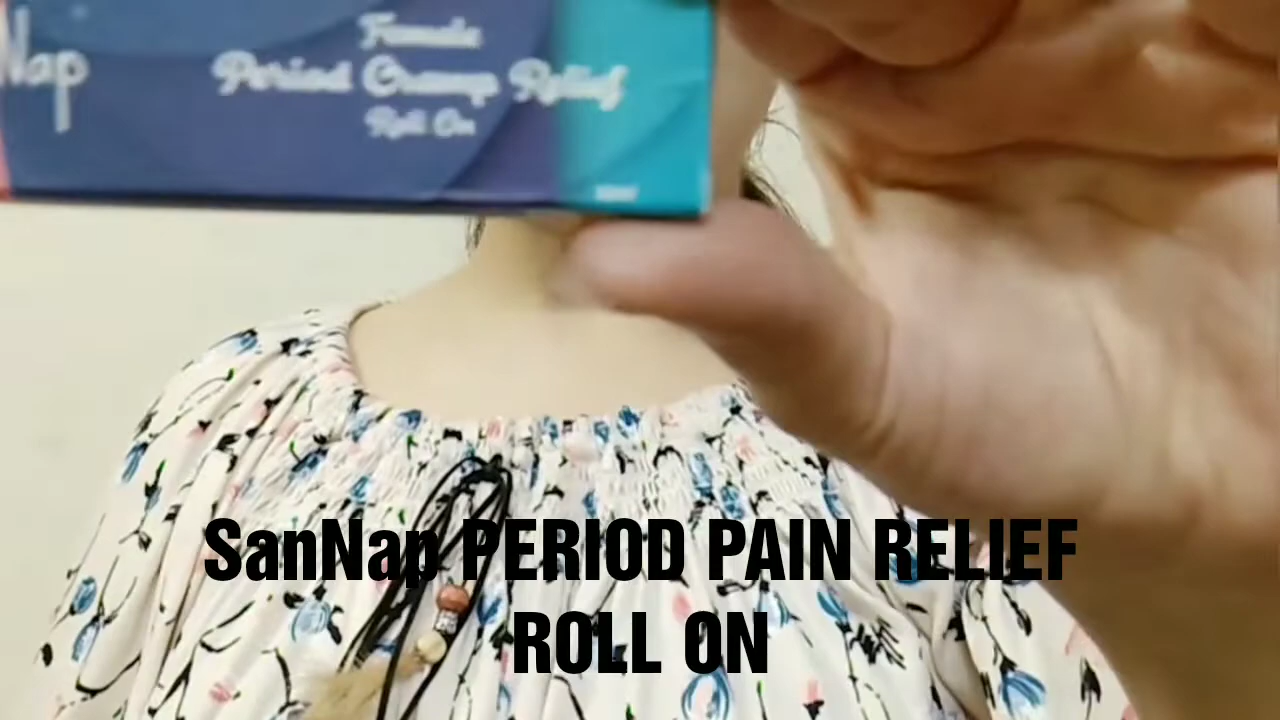 Nap
Female
Period Cramp Relief
Roll On
SanNap PERIOD PAIN RELIEF
ROLL ON